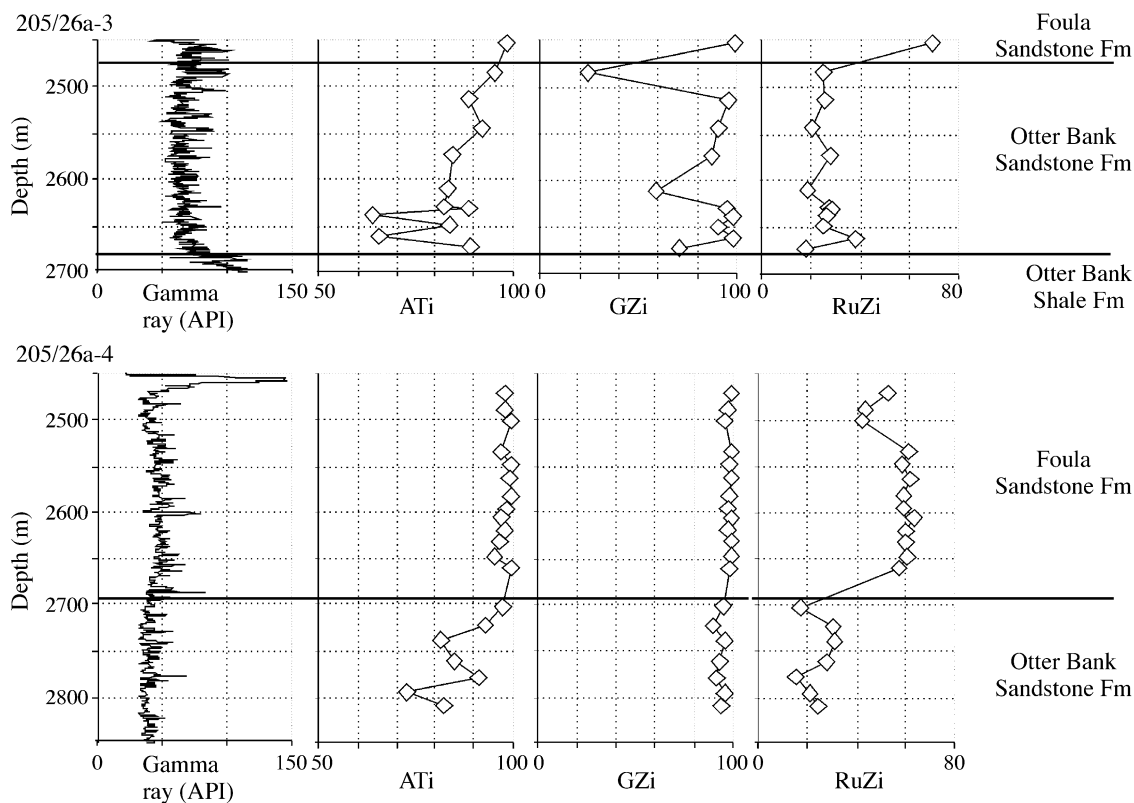 205/26a-3
Foula
Sandstone Fm
Depth (m)
2500
2600
2700
Otter Bank
Sandstone Fm
Otter Bank
Shale Fm
0
150
50
100
0
100
0
80
Gamma
ray (API)
ATi
GZi
RuZi
205/26a-4
Depth (m)
2500
2600
2700
2800
Foula
Sandstone Fm
Otter Bank
Sandstone Fm
0
150
50
100
0
100
0
80
Gamma
ray (API)
ATi
GZi
RuZi